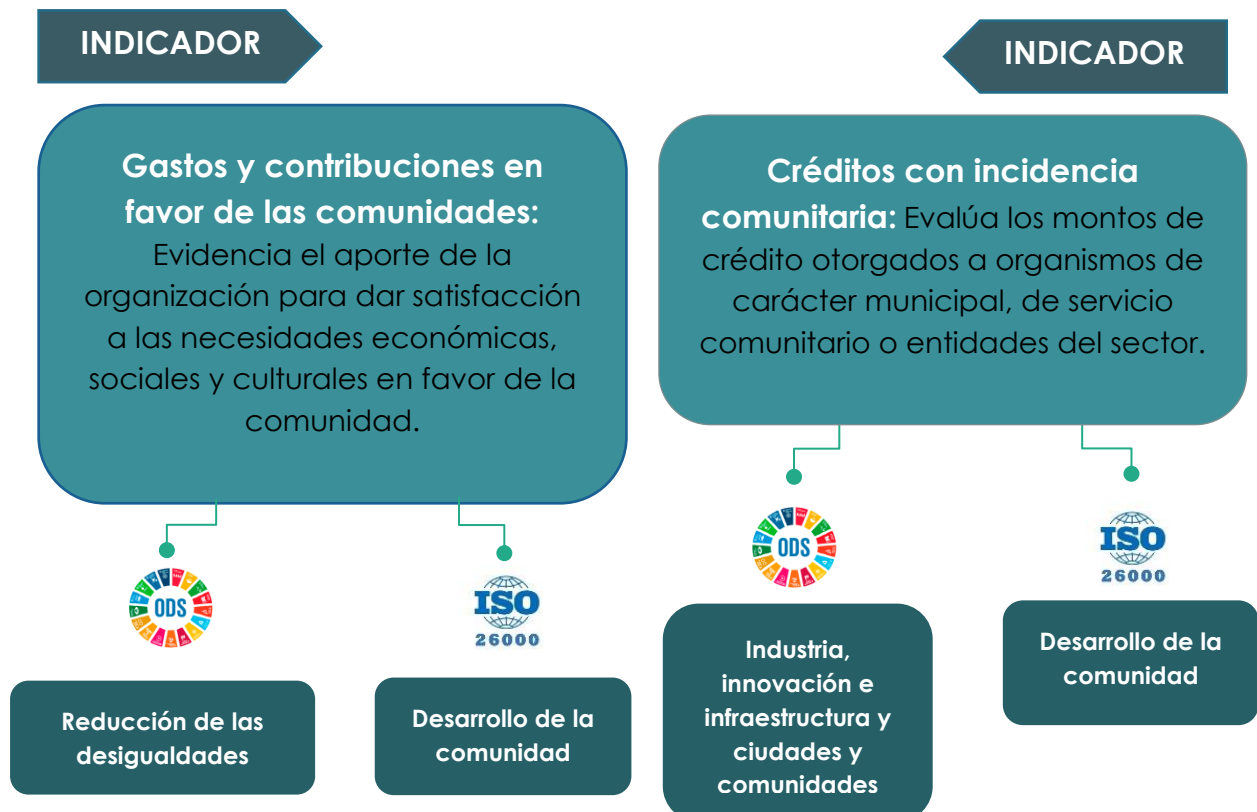 INDICADOR
Gastos y contribuciones en
favor de las comunidades:
Evidencia el aporte de la
organización para dar satisfacción
a las necesidades económicas,
sociales y culturales en favor de la
comunidad.
ODS
ISO
26000
Reducción de las
desigualdades
Desarrollo de la
comunidad
INDICADOR
Créditos con incidencia
comunitaria: Evalúa los montos de
crédito otorgados a organismos de
carácter municipal, de servicio
comunitario o entidades del sector.
ODS
ISO
26000
Industria,
innovación e
infraestructura y
ciudades y
comunidades
Desarrollo de la
comunidad